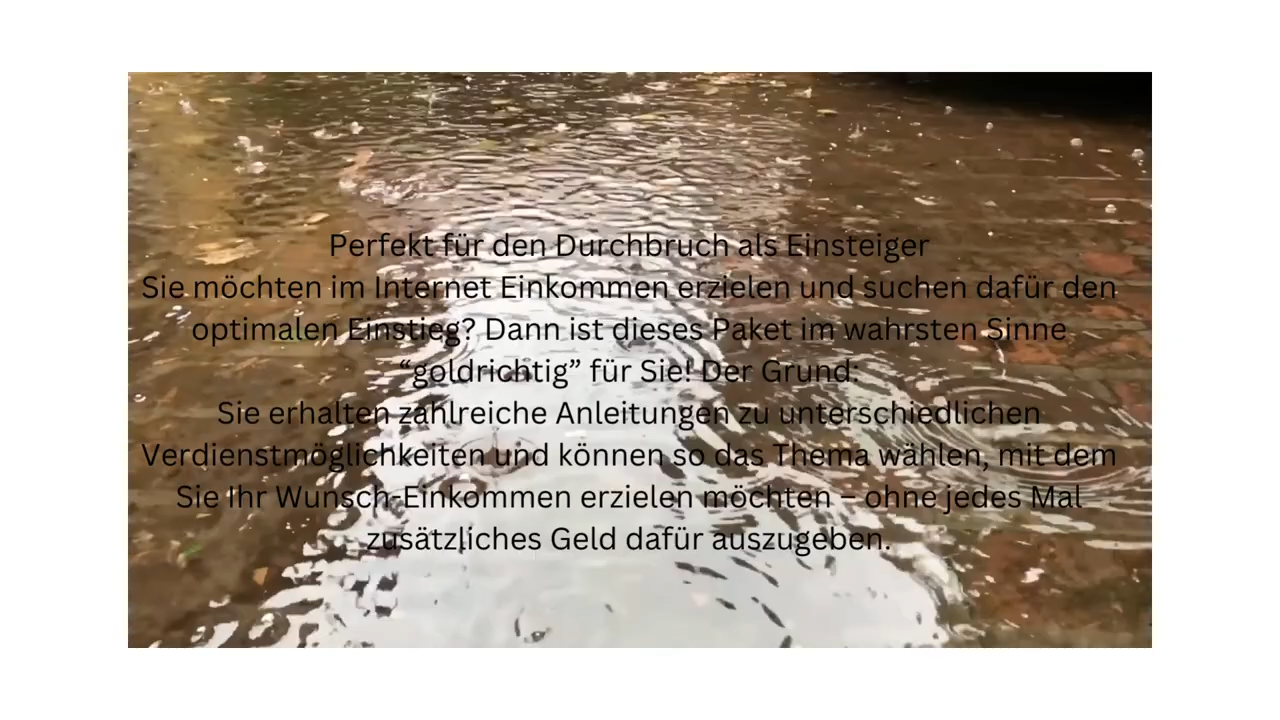 Perfekt für den Durchbruch als Einsteiger
Sie möchten im Internet Einkommen erzielen und suchen dafür den
optimalen Einstieg? Dann ist dieses Paket im wahrsten Sinne
“goldrichtig” für Sie! Der Grund:
Sie erhalten zahlreiche Anleitungen zu unterschiedlichen
Verdienstmöglichkeiten und können so das Thema wählen, mit dem
Sie Ihr Wunsch-Einkommen erzielen möchten – ohne jedes Mal
zusätzliches Geld dafür auszugeben.